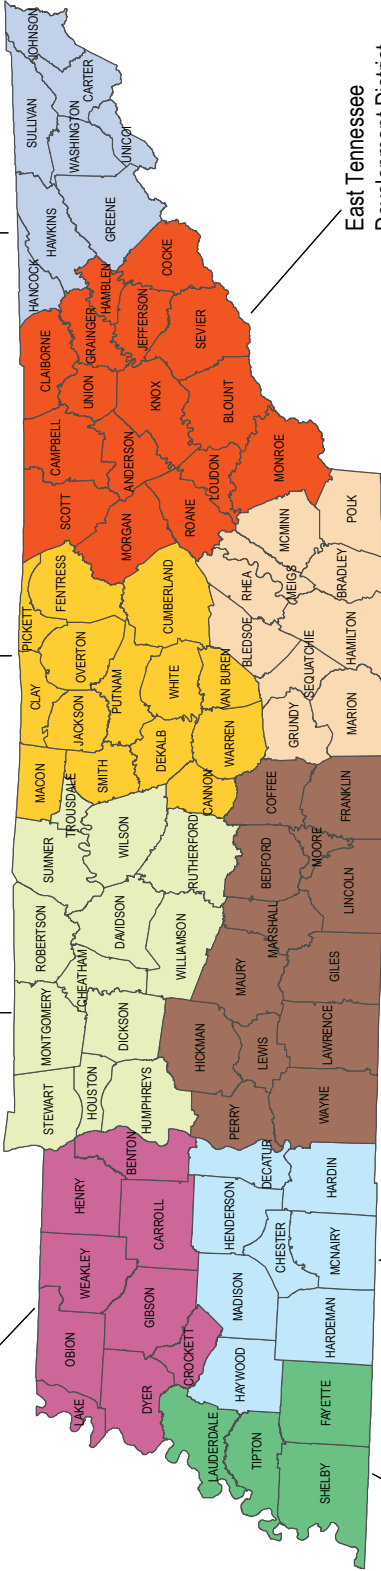 JOHNSON
SULLIVAN
CARTER
WASHINGTON
UNICOI
HAWKINS
GREENE
HANCOCK
HAMBLEN
COCKE
CLAIBORNE
GRAINGER
JEFFERSON
SEVIER
UNION
KNOX
BLOUNT
CAMPBELL
ANDERSON
LOUDON
MONROE
SCOTT
MORGAN
ROANE
East Tennessee
PICKETT
FENTRESS
CUMBERLAND
RHEA
MEIGS
MCMINN
POLK
BRADLEY
CLAY
OVERTON
PUTNAM
WHITE
VAN BUREN
BLEDSOE
SEQUATCHIE
HAMILTON
JACKSON
DEKALB
WARREN
GRUNDY
MARION
MACON
TROUSDALE
SMITH
CANNON
COFFEE
FRANKLIN
SUMNER
WILSON
RUTHERFORD
BEDFORD
MOORE
LINCOLN
ROBERTSON
CHEATHAM
DAVIDSON
WILLIAMSON
MARSHALL
MAURY
GILES
MONTGOMERY
DICKSON
HICKMAN
LEWIS
LAWRENCE
STEWART
HOUSTON
HUMPHREYS
PERRY
WAYNE
HENRY
BENTON
CARROLL
DECATUR
HENDERSON
HARDIN
CHESTER
MCNAIRY
WEAKLEY
GIBSON
MADISON
HARDEMAN
OBION
CROCKETT
HAYWOOD
LAKE
DYER
LAUDERDALE
TIPTON
FAYETTE
SHELBY